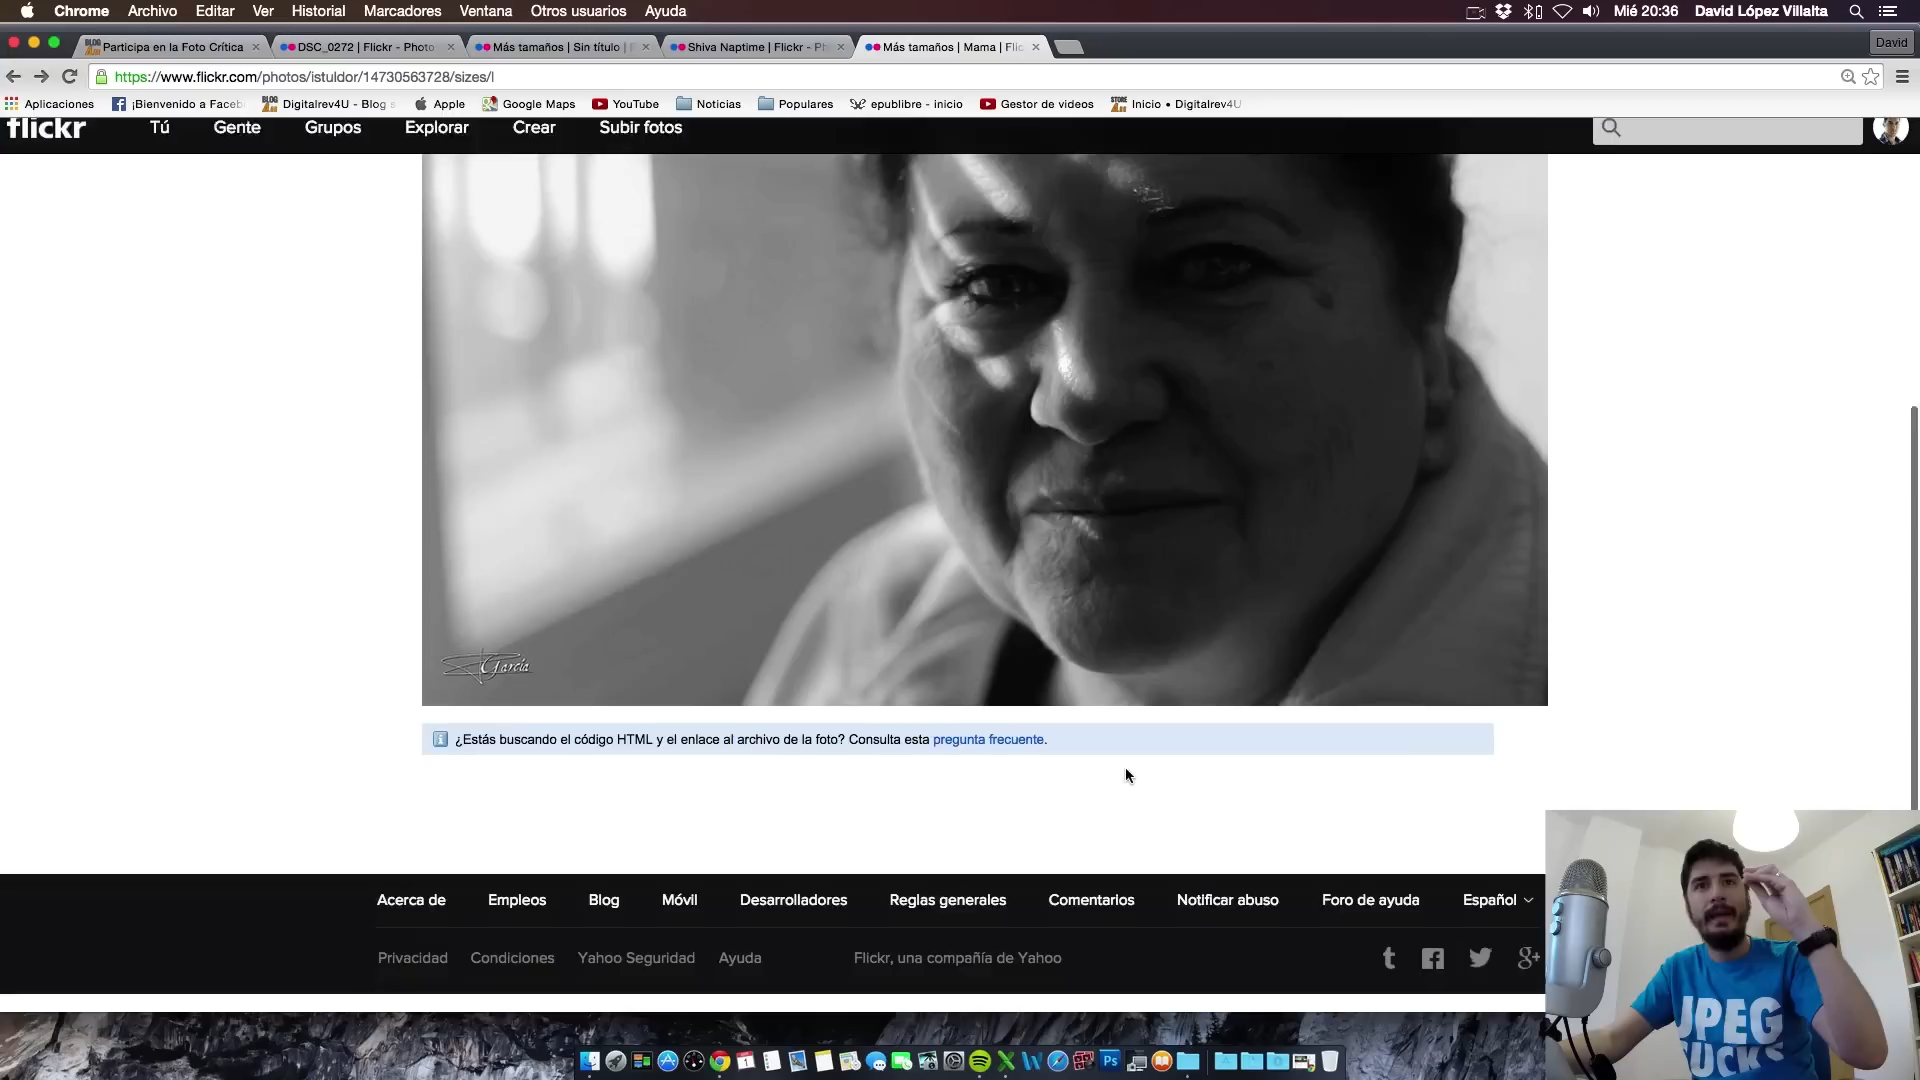 Chrome Archivo Editar Ver Historial Marcadores Ventana Otros usuarios Ayuda Mié 20:36 David López Villalta
Participa en la Foto Crítica DSC_0272 | Flickr - Photo Más tamaños | Sin título | Shiva Naptime | Flickr - Ph Más tamaños | Mama | Flic David
https://www.flickr.com/photos/istuldor/14730563728/sizes/l
Aplicaciones ¡Bienvenido a Faceb Digitalrev4U - Blog Apple Google Maps YouTube Noticias Populares epublibre - inicio Gestor de videos Inicio • Digitalrev4U
flickr Tú Gente Grupos Explorar Crear Subir fotos
García
¿Estás buscando el código HTML y el enlace al archivo de la foto? Consulta esta pregunta frecuente.
Acerca de Empleos Blog Móvil Desarrolladores Reglas generales Comentarios Notificar abuso Foro de ayuda Español
Privacidad Condiciones Yahoo Seguridad Ayuda Flickr, una compañía de Yahoo
JPEG
SUCKS